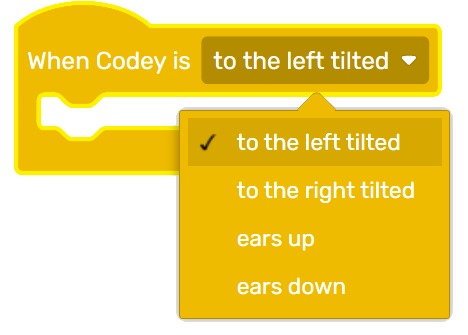 When Codey is to the left tilted
to the left tilted
to the right tilted
ears up
ears down